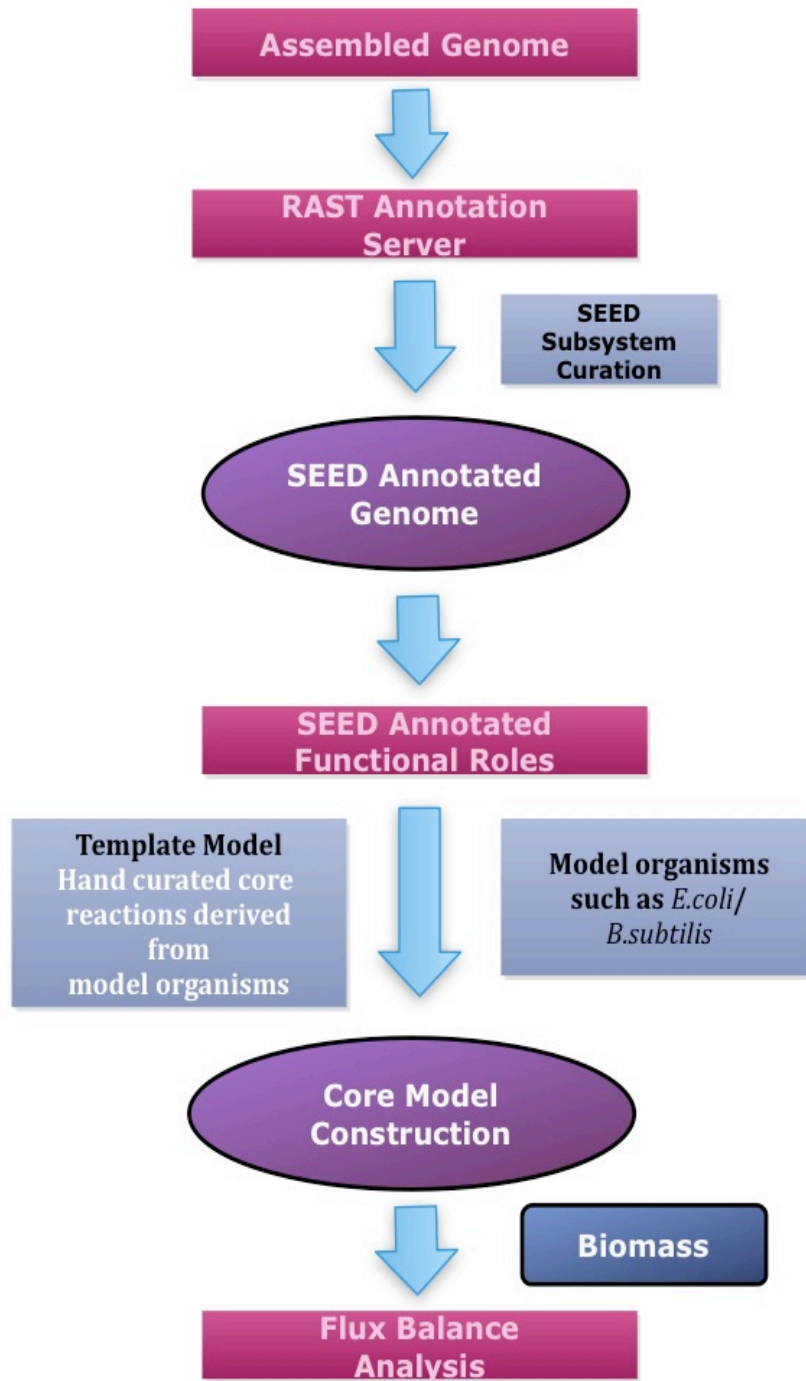 Assembled Genome
RAST Annotation
Server
SEED
Subsystem
Curation
SEED Annotated
Genome
SEED Annotated
Functional Roles
Template Model
Hand curated core
reactions derived
from
model organisms
Model organisms
such as E.coli/
B.subtilis
Core Model
Construction
Biomass
Flux Balance
Analysis